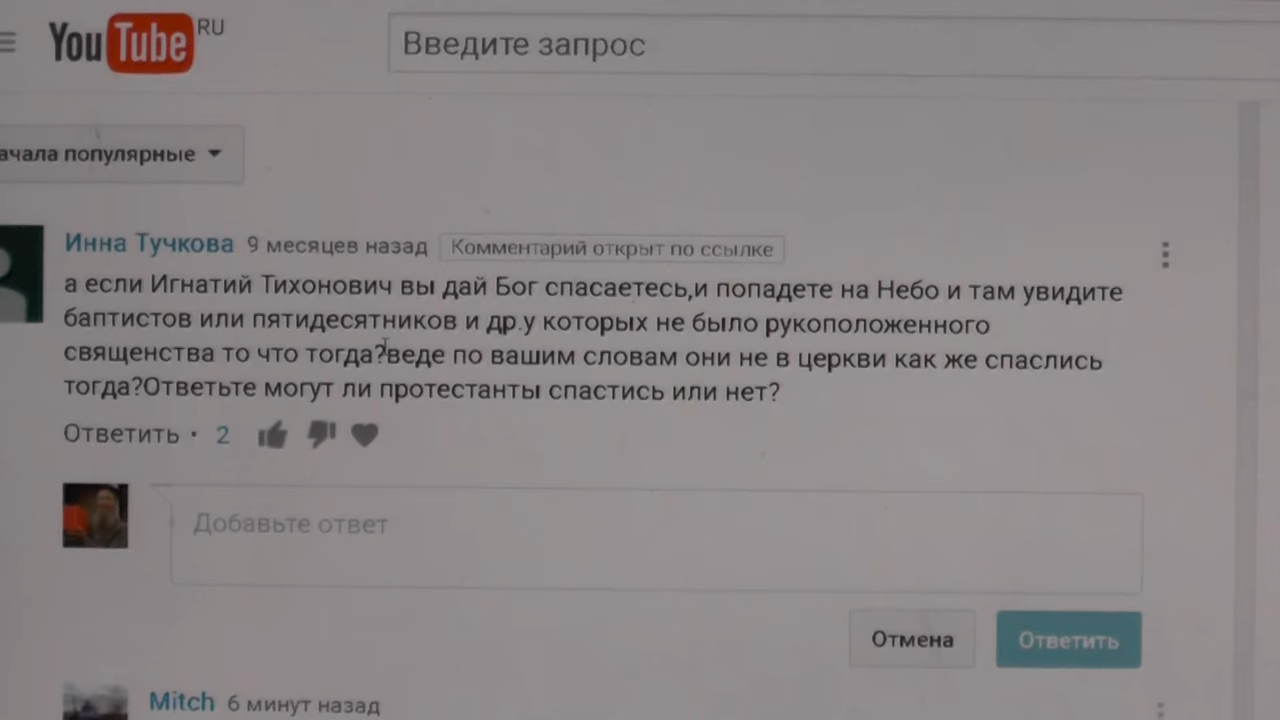 YouTube RU
Введите запрос
ачала популярные
Инна Тучкова 9 месяцев назад Комментарий открыт по ссылке
а если Игнатий Тихонович вы дай Бог спасаетесь,и попадете на Небо и там увидите
баптистов или пятидесятников и др.у которых не было рукоположенного
священства то что тогда?веде по вашим словам они не в церкви как же спаслись
тогда?Ответьте могут ли протестанты спастись или нет?
Ответить · 2
Добавьте ответ
Отмена Ответить
Mitch 6 минут назад